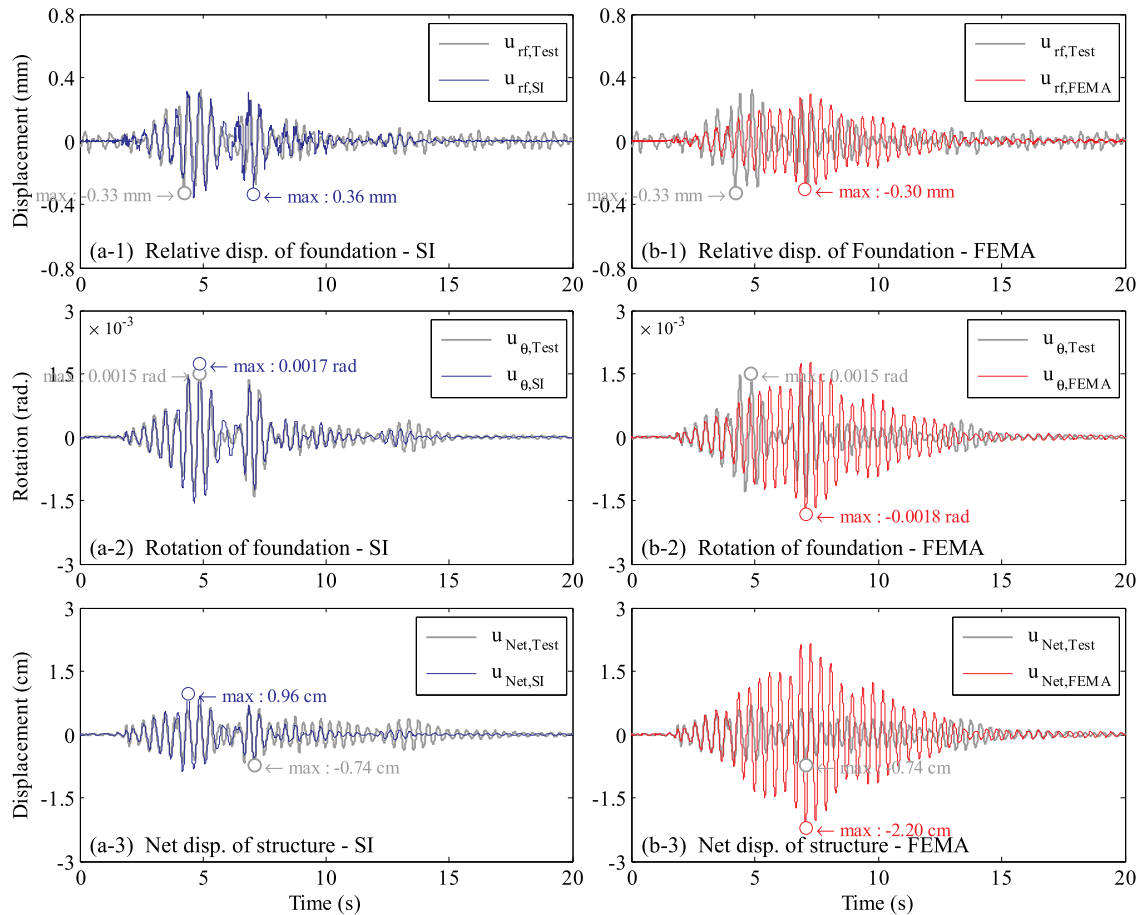 0.8
0.4
0
-0.4
-0.8
Displacement (mm)
u rf,Test
u rf,SI
max : -0.33 mm →
← max : 0.36 mm
(a-1) Relative disp. of foundation - SI
0 5 10 15 20
0.8
0.4
0
-0.4
-0.8
u rf,Test
u rf,FEMA
max : -0.33 mm →
← max : -0.30 mm
(b-1) Relative disp. of Foundation - FEMA
0 5 10 15 20
3
1.5
0
-1.5
-3
Rotation (rad.)
× 10-3
u θ,Test
u θ,SI
max : 0.0015 rad →
← max : 0.0017 rad
(a-2) Rotation of foundation - SI
0 5 10 15 20
3
1.5
0
-1.5
-3
× 10-3
u θ,Test
u θ,FEMA
← max : 0.0015 rad
← max : -0.0018 rad
(b-2) Rotation of foundation - FEMA
0 5 10 15 20
3
1.5
0
-1.5
-3
Displacement (cm)
u Net,Test
u Net,SI
← max : 0.96 cm
← max : -0.74 cm
(a-3) Net disp. of structure - SI
0 5 10 15 20
Time (s)
3
1.5
0
-1.5
-3
u Net,Test
u Net,FEMA
← max : -0.74 cm
← max : -2.20 cm
(b-3) Net disp. of structure - FEMA
0 5 10 15 20
Time (s)